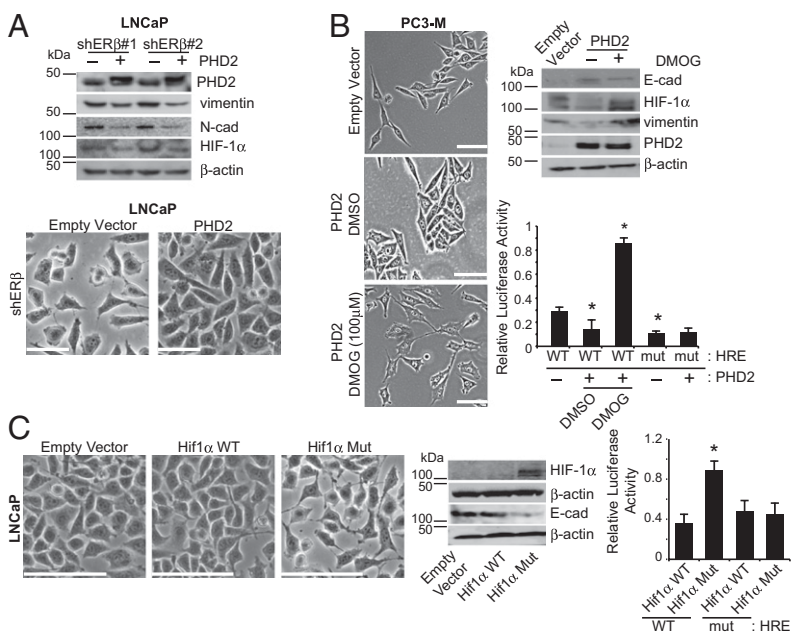 A
LNCaP
shERβ#1 shERβ#2
kDa
– + – + PHD2
50
PHD2
vimentin
50
N-cad
100
HIF-1α
100
50
β-actin
LNCaP
Empty Vector PHD2
shERβ
B
PC3-M
Empty Vector
PHD2
DMSO
PHD2
DMOG (100μM)
Empty
Vector
PHD2
kDa
– + DMOG
E-cad
100
HIF-1α
100
vimentin
50
PHD2
50
β-actin
Relative Luciferase Activity
1
0.8
0.6
0.4
0.2
0
* * *
WT WT WT mut mut : HRE
– + + – + : PHD2
DMSO DMOG
C
Empty Vector Hif1α WT Hif1α Mut
LNCaP
kDa
100
HIF-1α
50
β-actin
E-cad
100
50
β-actin
Empty
Vector
Hif1α WT
Hif1α Mut
Relative Luciferase
Activity
1.2
0.8
0.4
0
*
Hif1α WT
Hif1α Mut
Hif1α WT
Hif1α Mut
WT mut : HRE